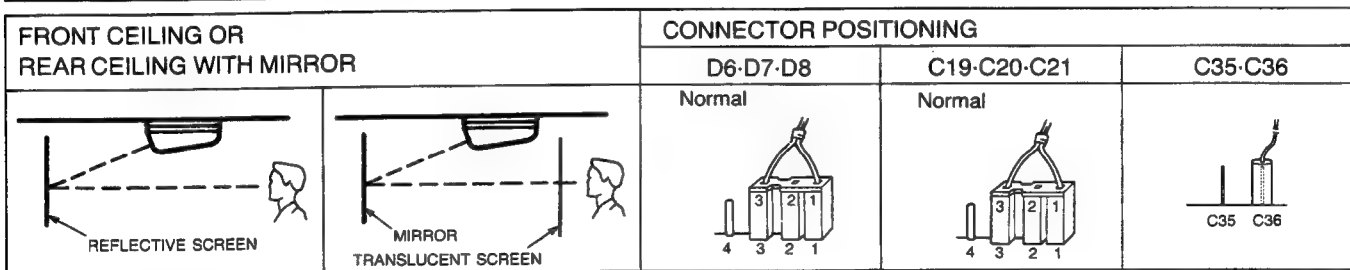 FRONT CEILING OR
REAR CEILING WITH MIRROR
CONNECTOR POSITIONING
D6·D7·D8
C19·C20·C21
C35·C36
REFLECTIVE SCREEN
MIRROR
TRANSLUCENT SCREEN
Normal
3 2 1
4 3 2 1
Normal
3 2 1
4 3 2 1
C35 C36